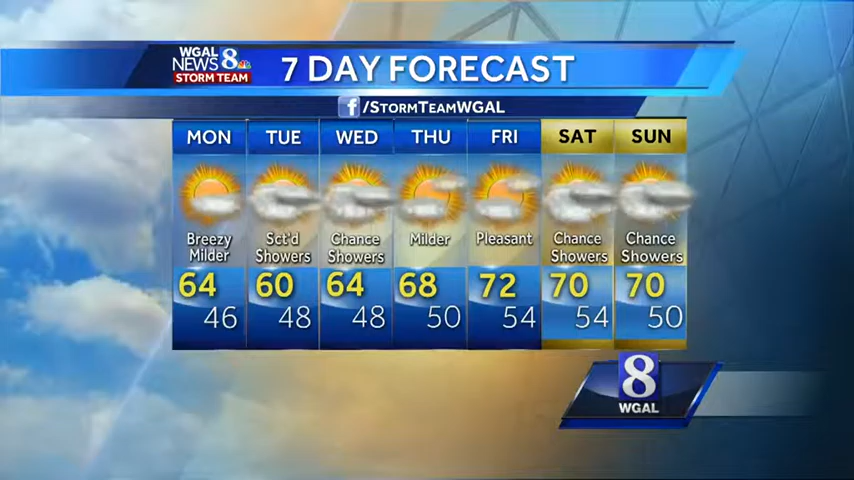 WGAL
NEWS 8
STORM TEAM
7 DAY FORECAST
f /STORMTEAMWGAL
MON TUE WED THU FRI SAT SUN
Breezy Milder Sct'd Showers Chance Showers Milder Pleasant Chance Showers Chance Showers
64 60 64 68 72 70 70
46 48 48 50 54 54 50
8
WGAL